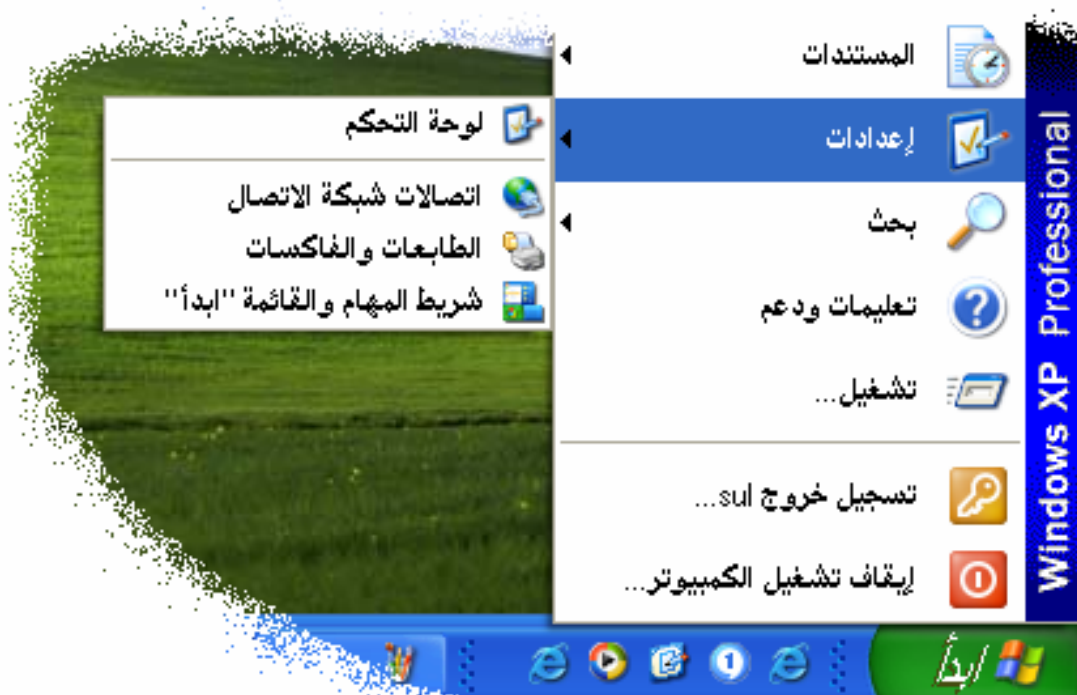 المستندات
إعدادات
بحث
تعليمات ودعم
تشغيل...
تسجيل خروج sul...
إيقاف تشغيل الكمبيوتر...
لوحة التحكم
اتصالات شبكة الاتصال
الطابعات والفاكسات
شريط المهام والقائمة "ابدأ"
Windows XP Professional
ابدأ